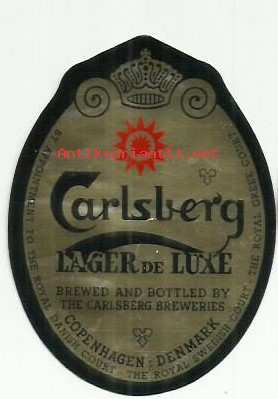 Antiikinlaatii.net
Carlsberg
LAGER DE LUXE
BREWED AND BOTTLED BY
THE CARLSBERG BREWERIES
COPENHAGEN - DENMARK
BY APPOINTMENT TO THE ROYAL DANISH COURT · THE ROYAL SWEDISH COURT · THE ROYAL GREEK COURT